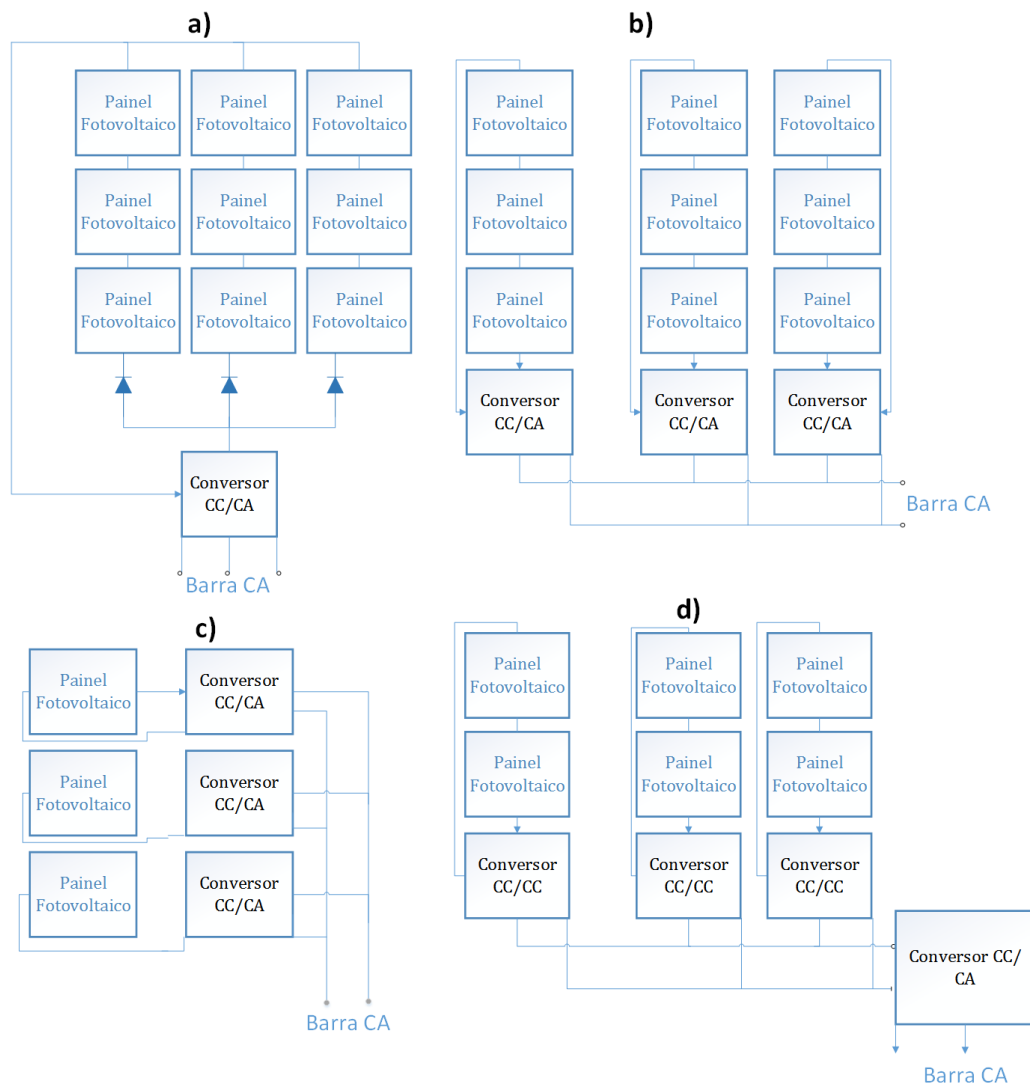 a)
Painel
Fotovoltaico
Painel
Fotovoltaico
Painel
Fotovoltaico
Painel
Fotovoltaico
Painel
Fotovoltaico
Painel
Fotovoltaico
Painel
Fotovoltaico
Painel
Fotovoltaico
Painel
Fotovoltaico
Conversor
CC/CA
Barra CA
b)
Painel
Fotovoltaico
Painel
Fotovoltaico
Painel
Fotovoltaico
Painel
Fotovoltaico
Painel
Fotovoltaico
Painel
Fotovoltaico
Painel
Fotovoltaico
Painel
Fotovoltaico
Painel
Fotovoltaico
Conversor
CC/CA
Conversor
CC/CA
Conversor
CC/CA
Barra CA
c)
Painel
Fotovoltaico
Conversor
CC/CA
Painel
Fotovoltaico
Conversor
CC/CA
Painel
Fotovoltaico
Conversor
CC/CA
Barra CA
d)
Painel
Fotovoltaico
Painel
Fotovoltaico
Painel
Fotovoltaico
Painel
Fotovoltaico
Painel
Fotovoltaico
Painel
Fotovoltaico
Conversor
CC/CC
Conversor
CC/CC
Conversor
CC/CC
Conversor CC/
CA
Barra CA